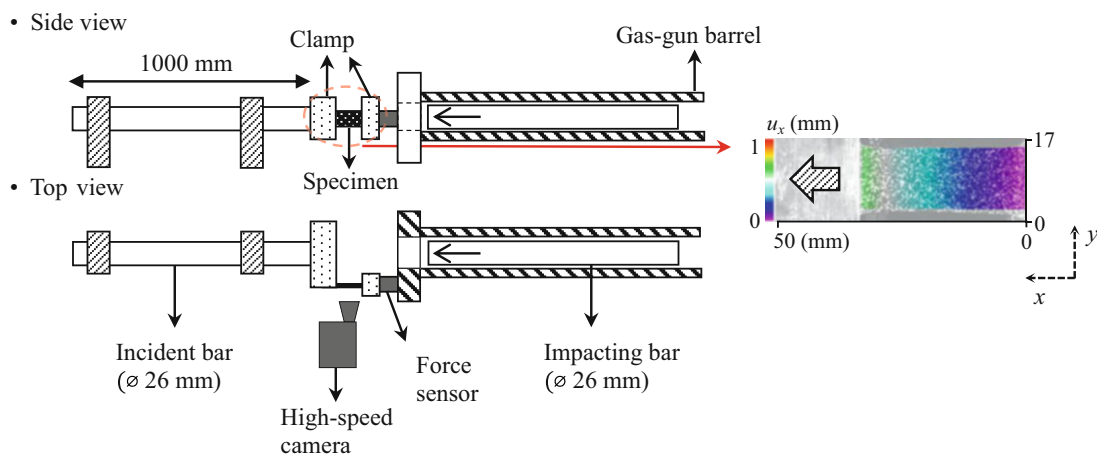 • Side view
Clamp
Gas-gun barrel
1000 mm
Specimen
uₓ (mm)
1
17
0
0
50 (mm)
0
y
x
• Top view
Incident bar
(⌀ 26 mm)
High-speed
camera
Force
sensor
Impacting bar
(⌀ 26 mm)